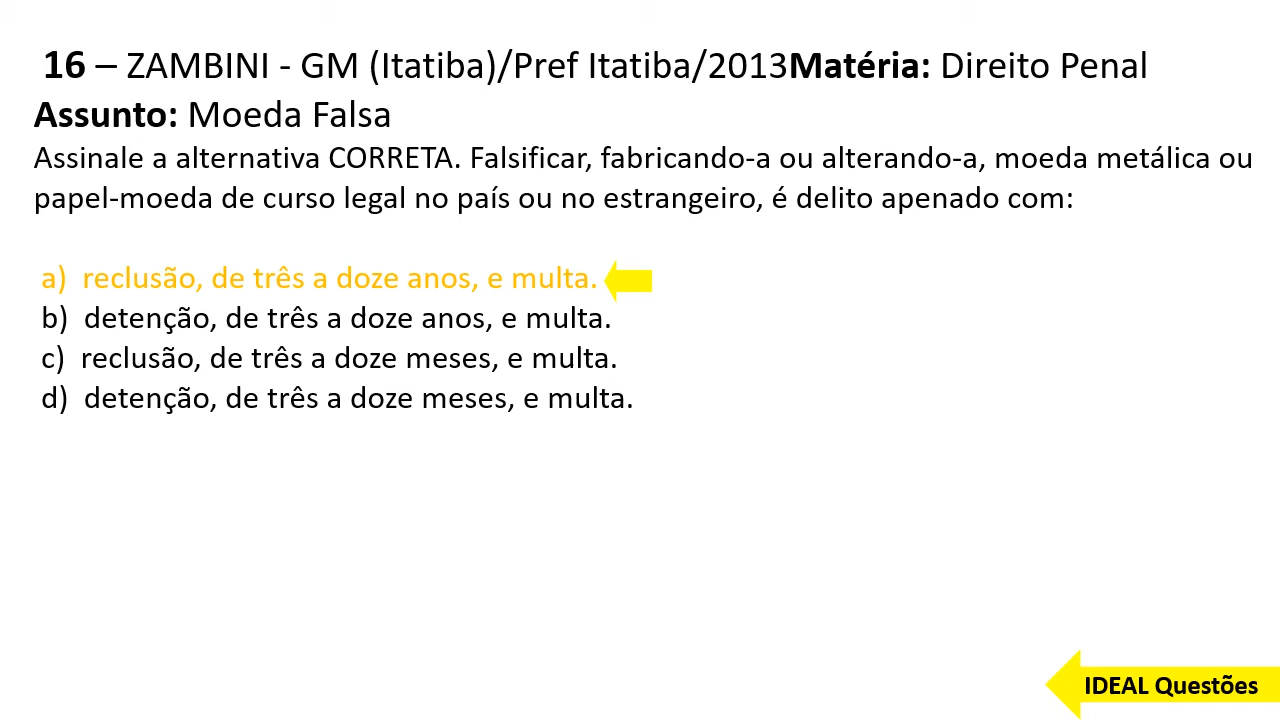 16 – ZAMBINI - GM (Itatiba)/Pref Itatiba/2013Matéria: Direito Penal
Assunto: Moeda Falsa
Assinale a alternativa CORRETA. Falsificar, fabricando-a ou alterando-a, moeda metálica ou
papel-moeda de curso legal no país ou no estrangeiro, é delito apenado com:
a) reclusão, de três a doze anos, e multa.
b) detenção, de três a doze anos, e multa.
c) reclusão, de três a doze meses, e multa.
d) detenção, de três a doze meses, e multa.
IDEAL Questões